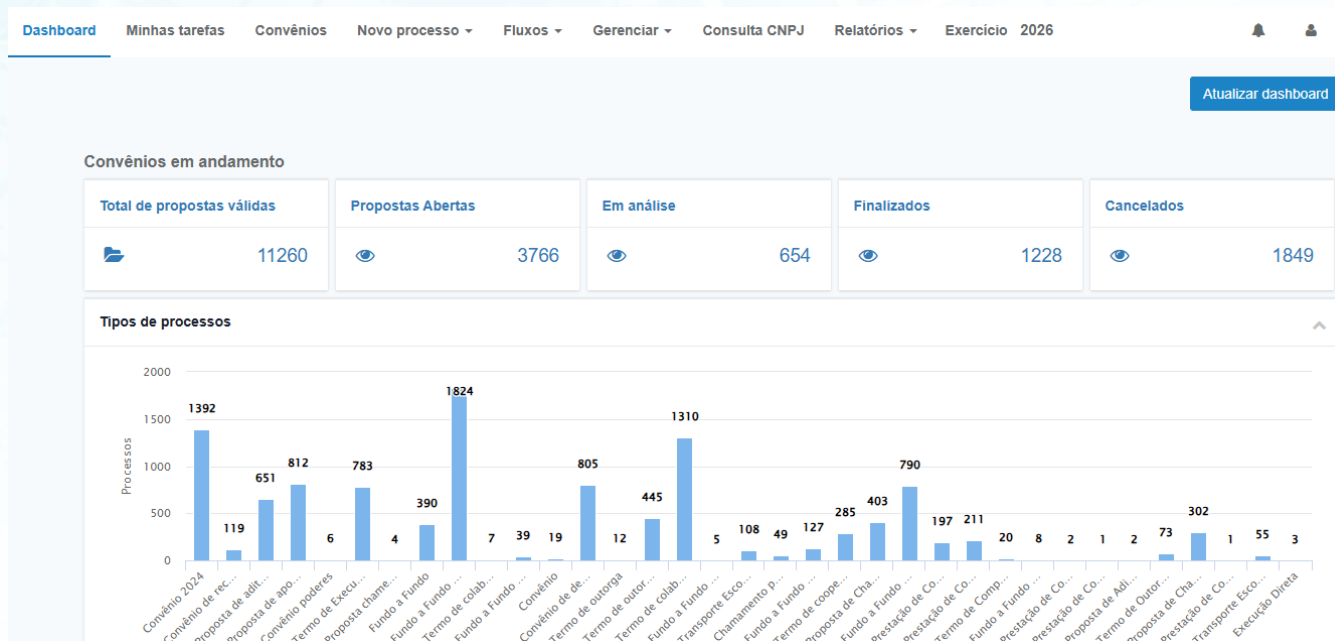 Dashboard Minhas tarefas Convênios Novo processo Fluxos Gerenciar Consulta CNPJ Relatórios Exercício 2026
Atualizar dashboard
Convênios em andamento
Total de propostas válidas Propostas Abertas Em análise Finalizados Cancelados
11260 3766 654 1228 1849
Tipos de processos
Processos
2000
1500
1000
500
0
1392 119 651 812 6 783 4 390 1824 7 39 19 805 12 445 1310 5 108 49 127 285 403 790 197 211 20 8 2 1 2 73 302 1 55 3
Convênio 2024
Convênio de rec...
Proposta de adit...
Proposta de apo...
Convênio poderes
Termo de Execu...
Proposta chame...
Fundo a Fundo
Fundo a Fundo ...
Termo de colab...
Fundo a Fundo ...
Convênio
Convênio de de...
Termo de outorga
Termo de outor...
Termo de colab...
Fundo a Fundo ...
Transporte Esco...
Chamamento p...
Fundo a Fundo ...
Termo de coope...
Proposta de Cha...
Fundo a Fundo ...
Prestação de Co...
Prestação de Co...
Termo de Comp...
Fundo a Fundo ...
Prestação de Co...
Prestação de Co...
Proposta de Adi...
Termo de Outor...
Proposta de Cha...
Prestação de Co...
Transporte Esco...
Execução Direta